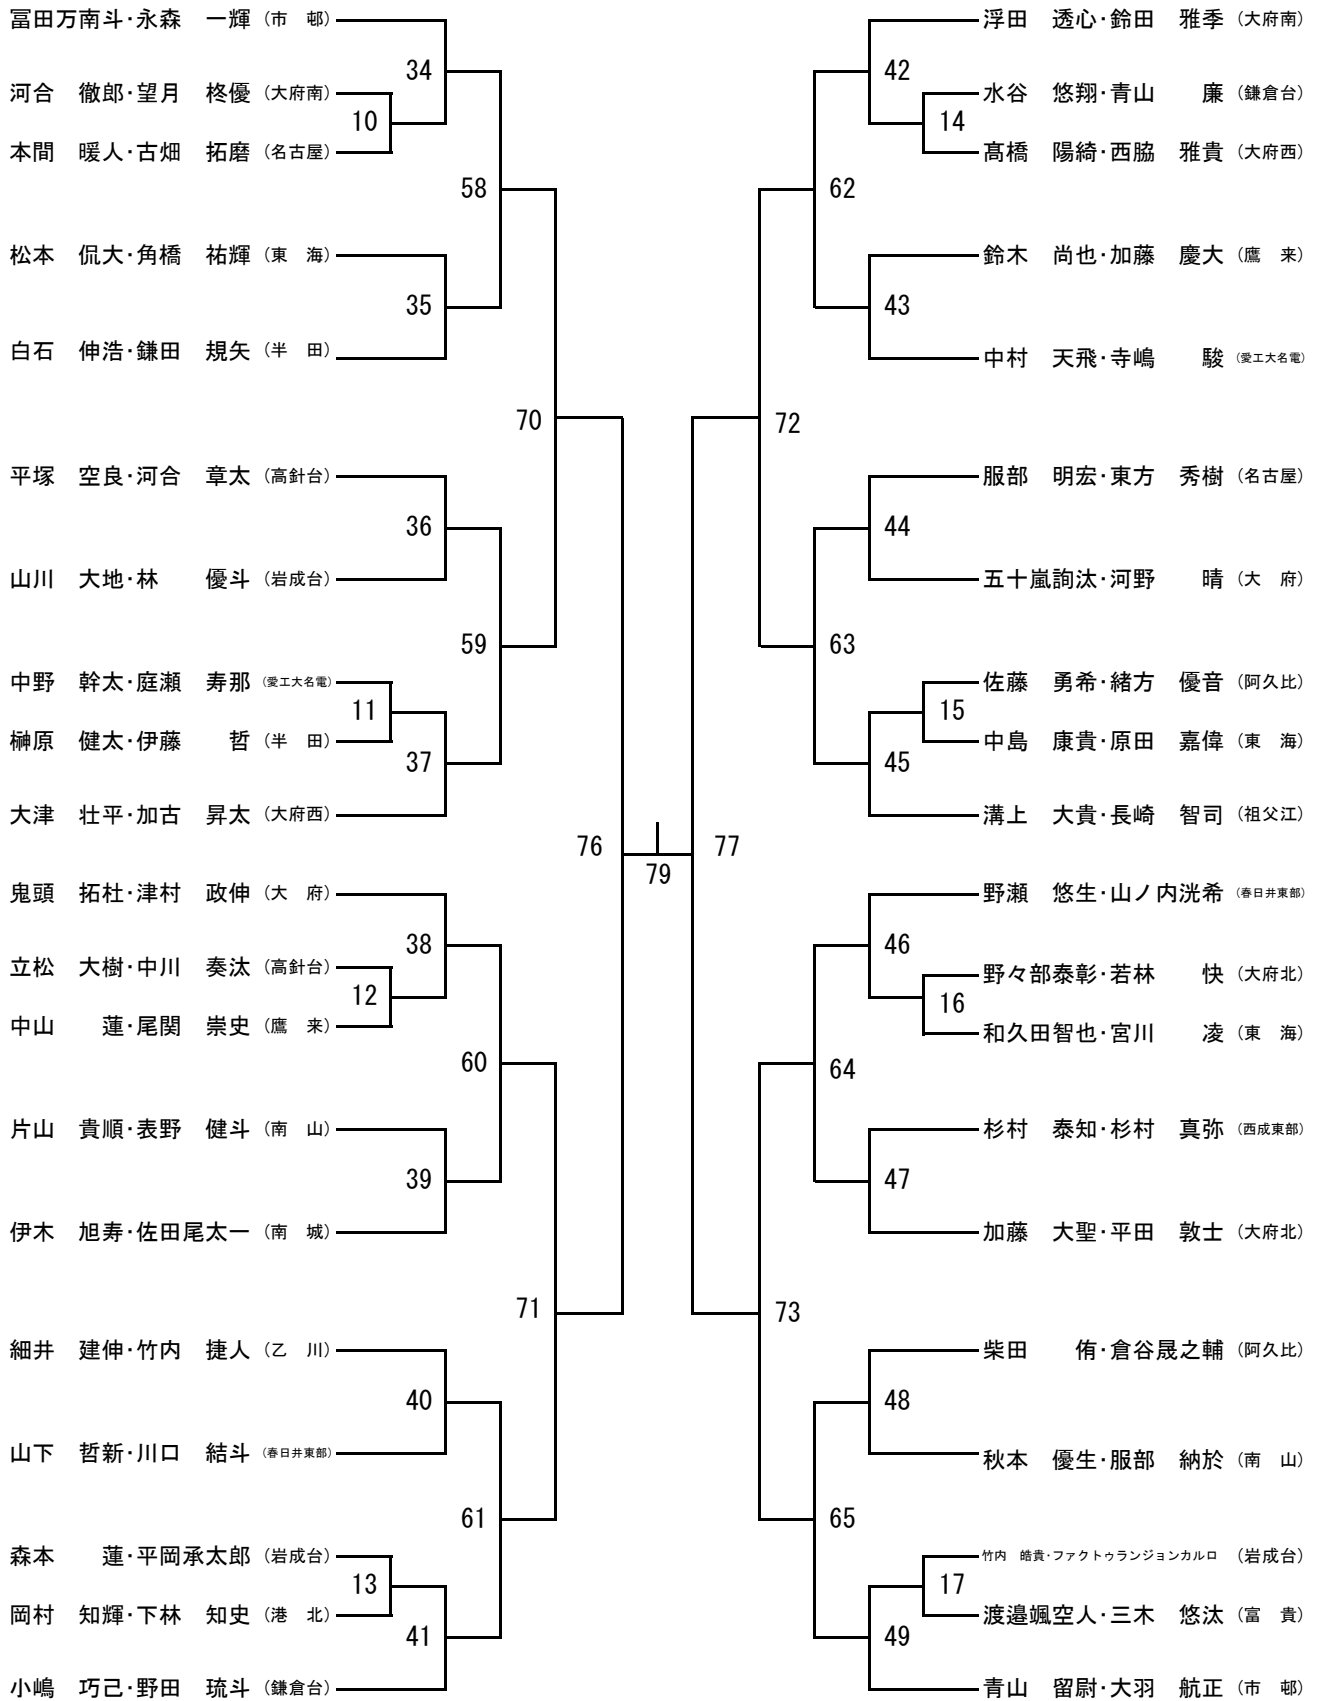 冨田万南斗･永森　一輝（市　邨）
34
河合　徹郎･望月　柊優（大府南）
10
本間　暖人･古畑　拓磨（名古屋）
58
松本　侃大･角橋　祐輝（東　海）
35
白石　伸浩･鎌田　規矢（半　田）
70
平塚　空良･河合　章太（高針台）
36
山川　大地･林　　優斗（岩成台）
59
中野　幹太･庭瀬　寿那（愛工大名電）
11
榊原　健太･伊藤　　哲（半　田）
37
大津　壮平･加古　昇太（大府西）
76
鬼頭　拓杜･津村　政伸（大　府）
38
立松　大樹･中川　奏汰（高針台）
12
中山　　蓮･尾関　崇史（鷹　来）
60
片山　貴順･表野　健斗（南　山）
39
伊木　旭寿･佐田尾太一（南　城）
71
細井　建伸･竹内　捷人（乙　川）
40
山下　哲新･川口　結斗（春日井東部）
61
森本　　蓮･平岡承太郎（岩成台）
13
岡村　知輝･下林　知史（港　北）
41
小嶋　巧己･野田　琉斗（鎌倉台）
79
浮田　透心･鈴田　雅季（大府南）
42
水谷　悠翔･青山　　廉（鎌倉台）
14
髙橋　陽綺･西脇　雅貴（大府西）
62
鈴木　尚也･加藤　慶大（鷹　来）
43
中村　天飛･寺嶋　　駿（愛工大名電）
72
服部　明宏･東方　秀樹（名古屋）
44
五十嵐詢汰･河野　　晴（大　府）
63
佐藤　勇希･緒方　優音（阿久比）
15
中島　康貴･原田　嘉偉（東　海）
45
溝上　大貴･長崎　智司（祖父江）
77
野瀬　悠生･山ノ内洸希（春日井東部）
46
野々部泰彰･若林　　快（大府北）
16
和久田智也･宮川　　凌（東　海）
64
杉村　泰知･杉村　真弥（西成東部）
47
加藤　大聖･平田　敦士（大府北）
73
柴田　　侑･倉谷晟之輔（阿久比）
48
秋本　優生･服部　納於（南　山）
65
竹内　皓貴･ファクトゥランジョンカルロ（岩成台）
17
渡邉颯空人･三木　悠汰（富　貴）
49
青山　留尉･大羽　航正（市　邨）